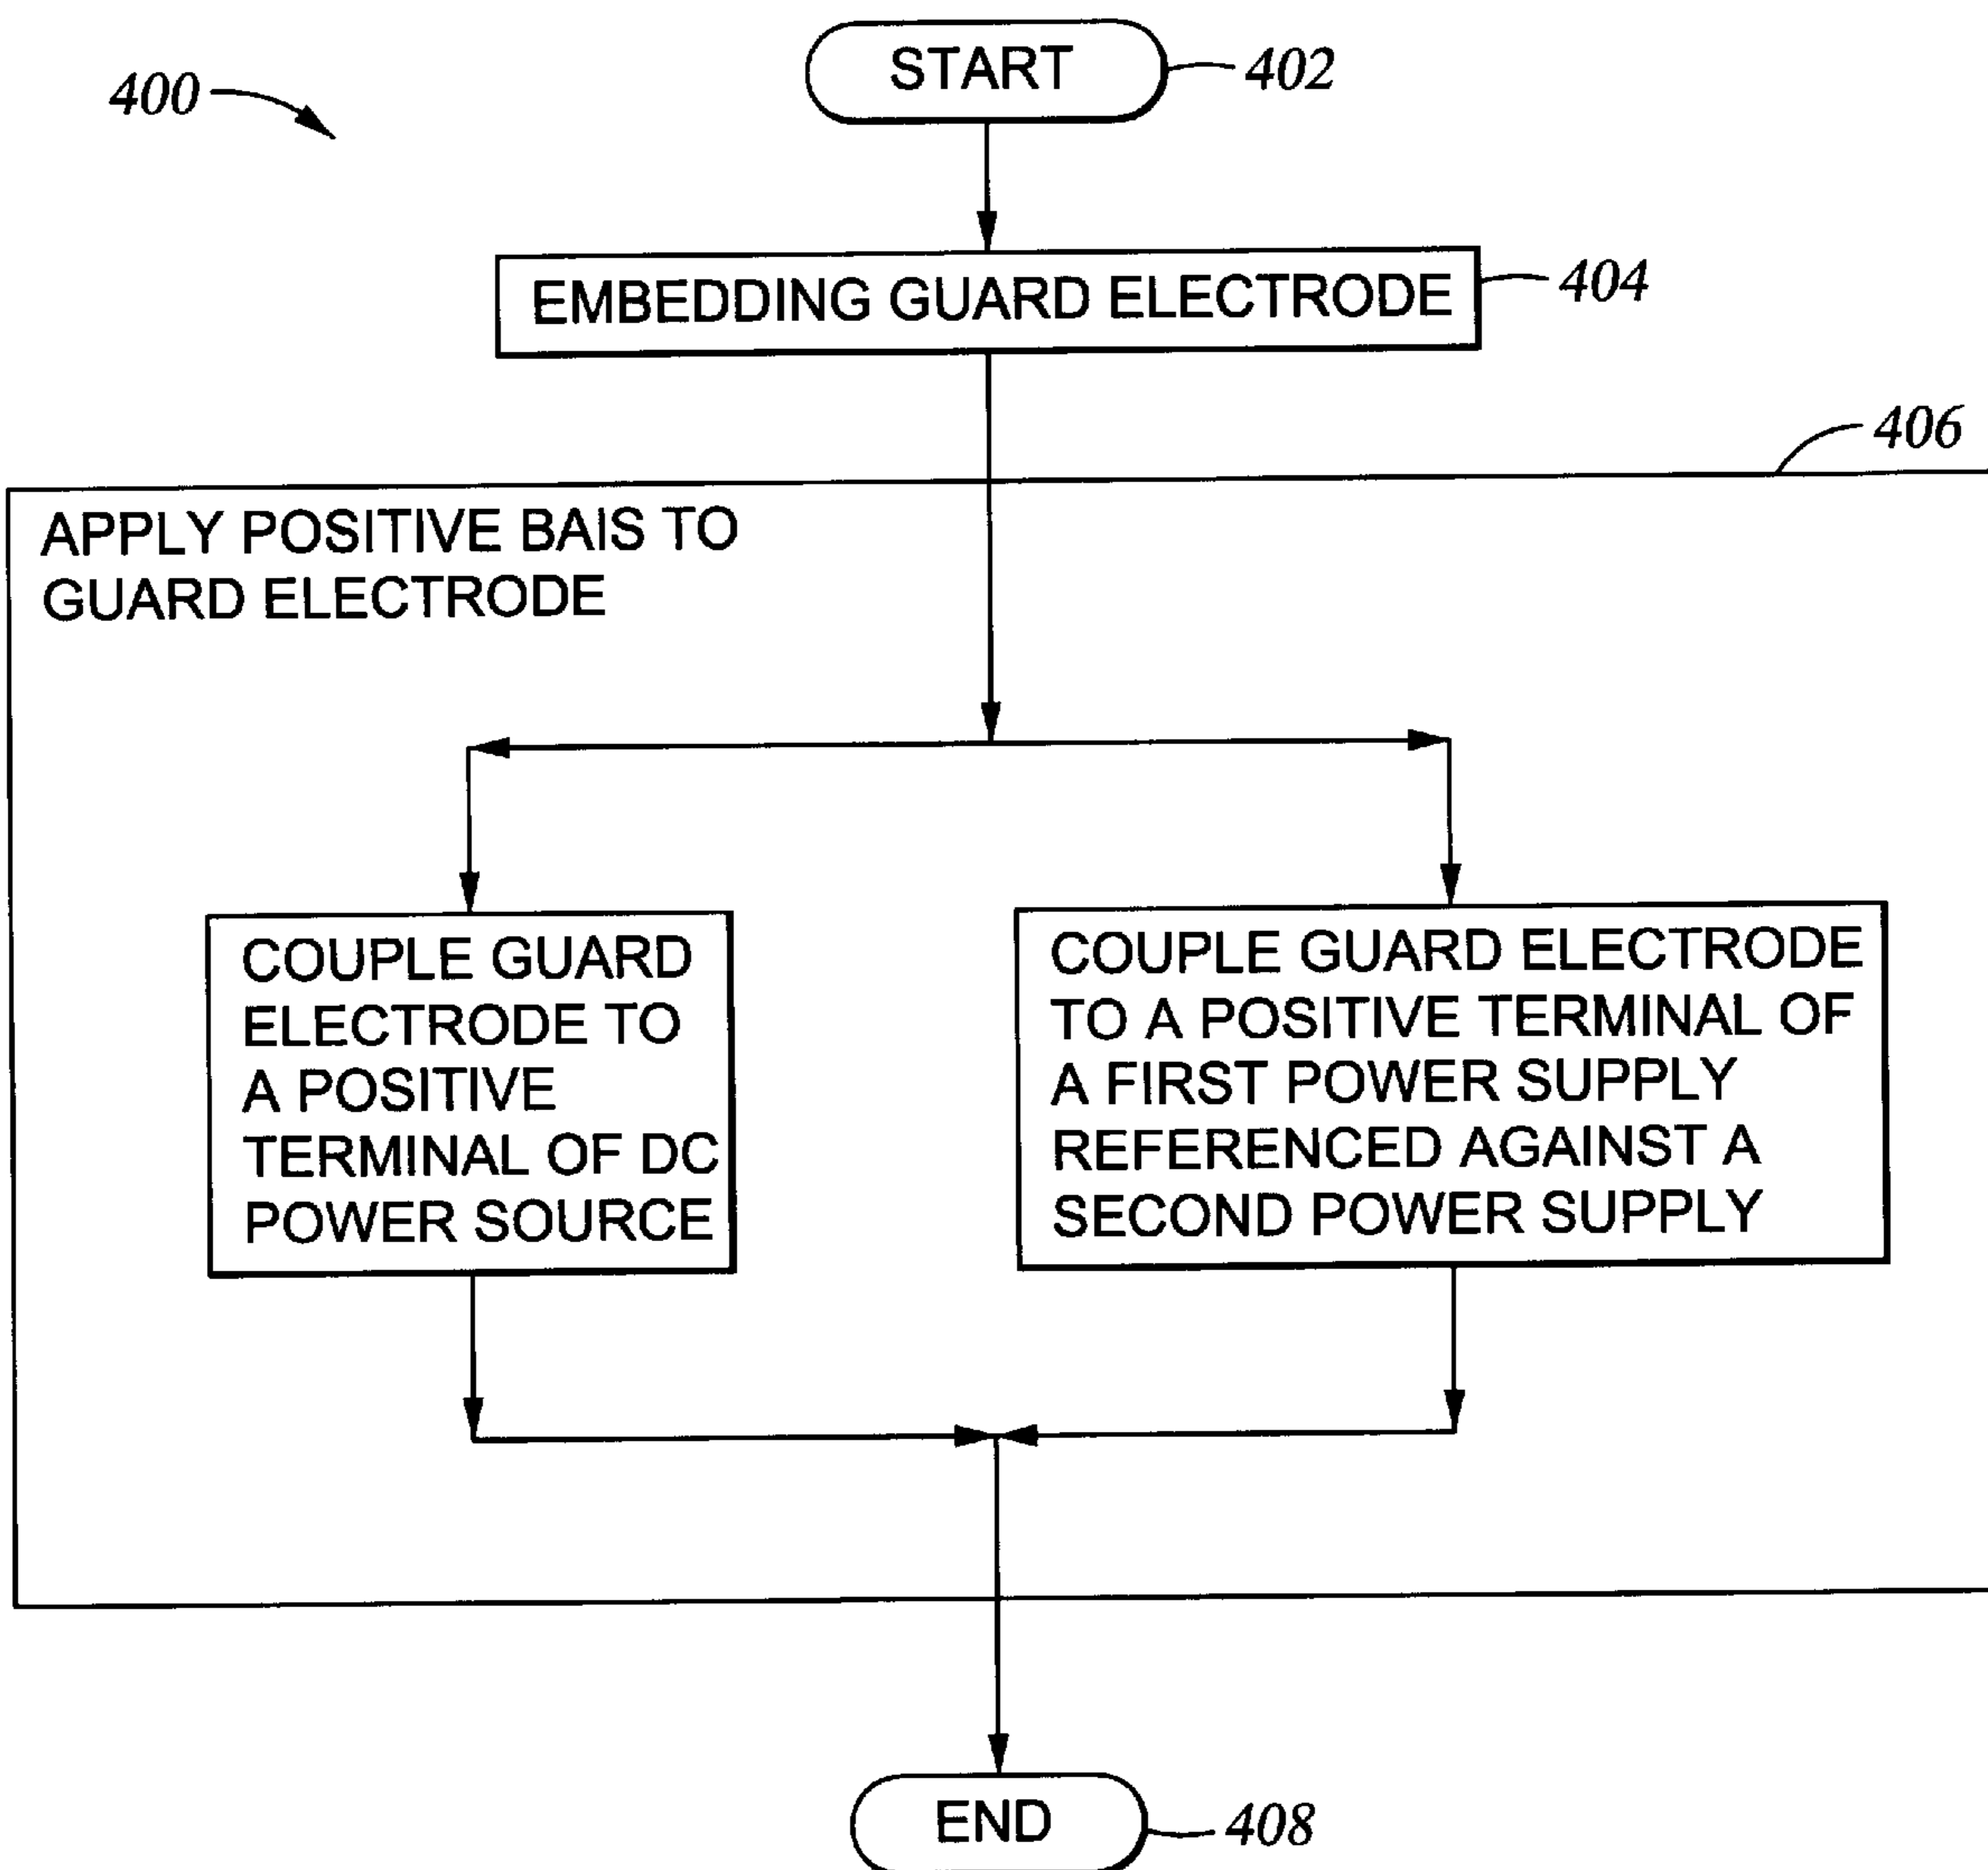 400
START
402
EMBEDDING GUARD ELECTRODE
404
406
APPLY POSITIVE BAIS TO
GUARD ELECTRODE
COUPLE GUARD
ELECTRODE TO
A POSITIVE
TERMINAL OF DC
POWER SOURCE
COUPLE GUARD ELECTRODE
TO A POSITIVE TERMINAL OF
A FIRST POWER SUPPLY
REFERENCED AGAINST A
SECOND POWER SUPPLY
END
408